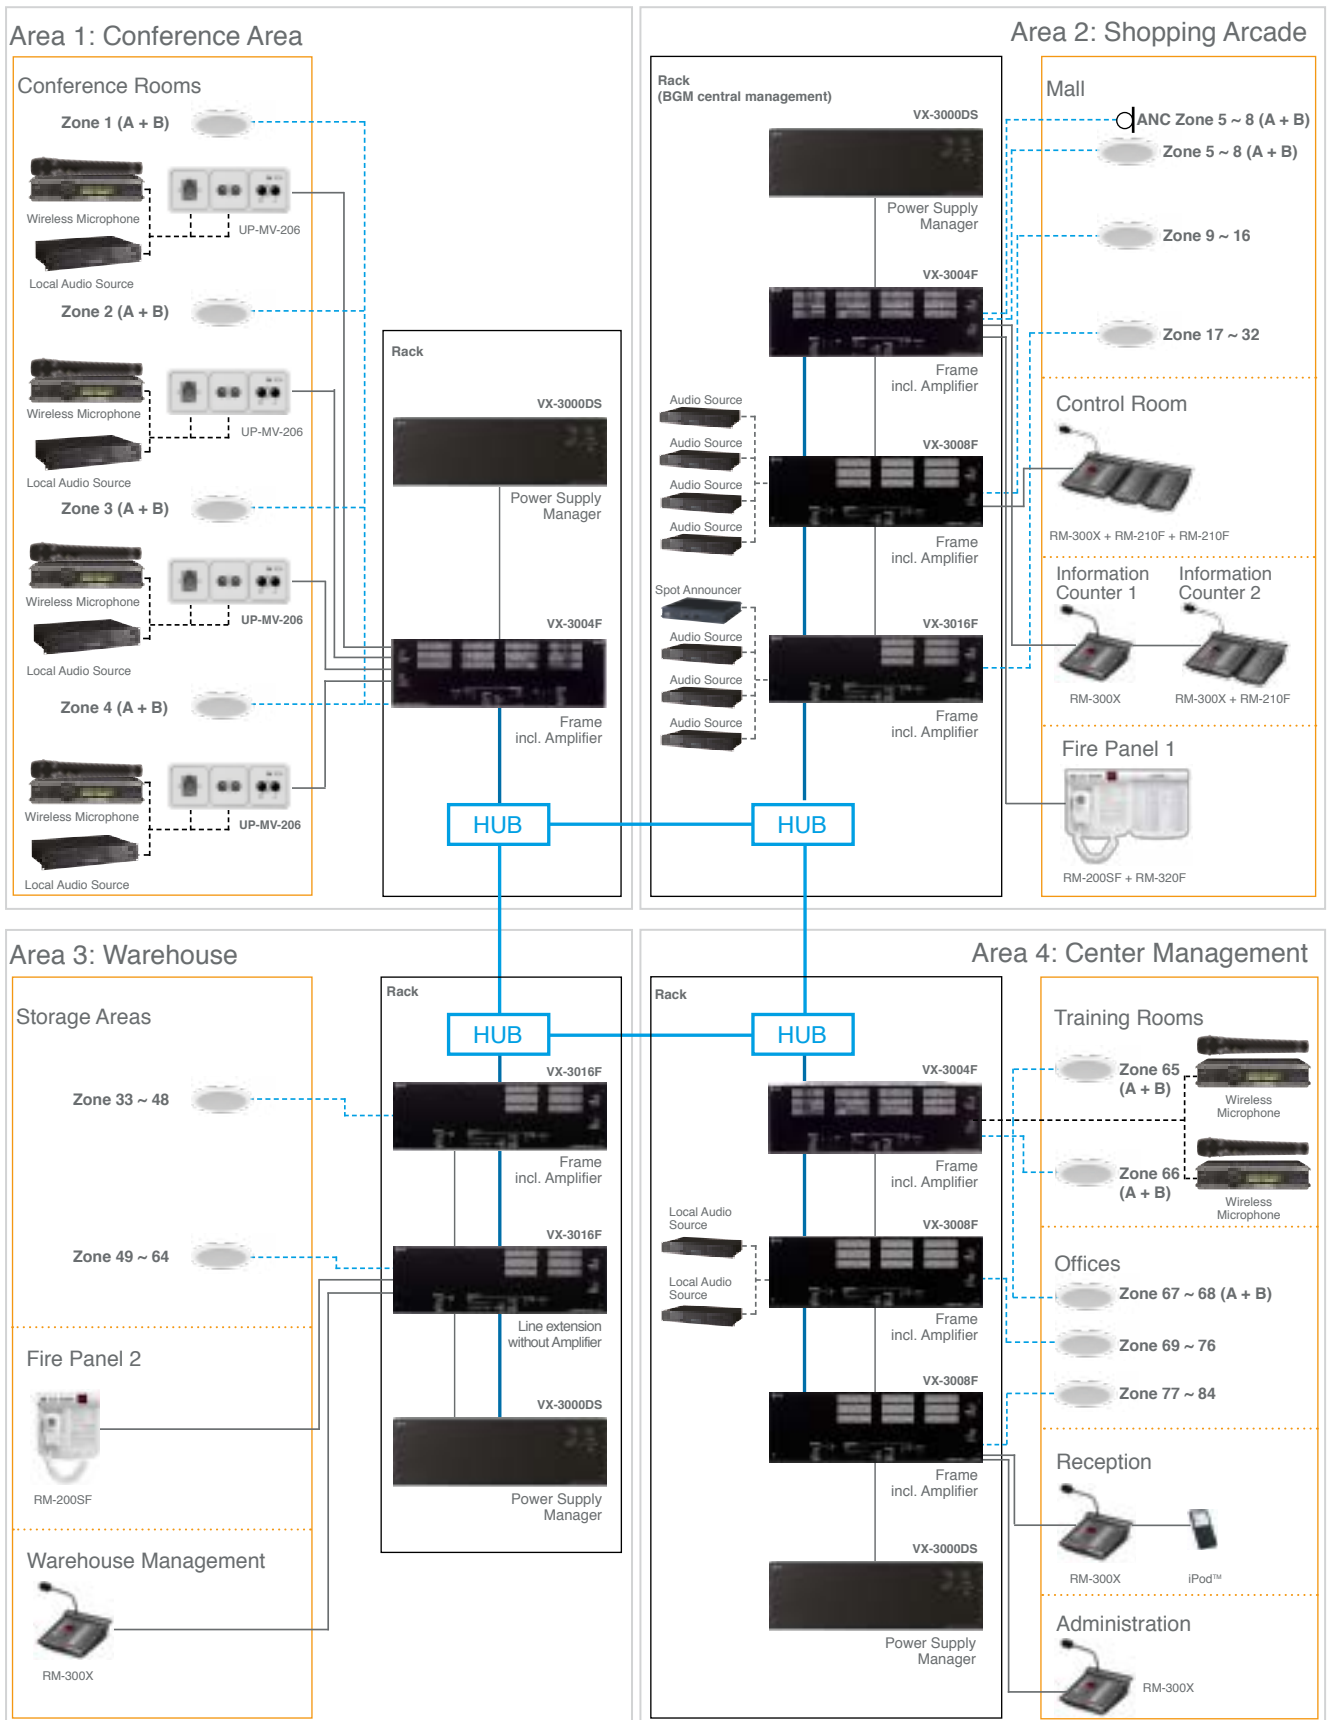 Area 1: Conference Area
Conference Rooms
Zone 1 (A + B)
Wireless Microphone
UP-MV-206
Local Audio Source
Zone 2 (A + B)
Wireless Microphone
UP-MV-206
Local Audio Source
Zone 3 (A + B)
Wireless Microphone
UP-MV-206
Local Audio Source
Zone 4 (A + B)
Wireless Microphone
UP-MV-206
Local Audio Source
Rack
VX-3000DS
Power Supply
Manager
VX-3004F
Frame
incl. Amplifier
HUB
Area 2: Shopping Arcade
Rack
(BGM central management)
VX-3000DS
Power Supply
Manager
VX-3004F
Frame
incl. Amplifier
Audio Source
Audio Source
Audio Source
Audio Source
VX-3008F
Frame
incl. Amplifier
Spot Announcer
Audio Source
Audio Source
Audio Source
VX-3016F
Frame
incl. Amplifier
HUB
Mall
ANC Zone 5 ~ 8 (A + B)
Zone 5 ~ 8 (A + B)
Zone 9 ~ 16
Zone 17 ~ 32
Control Room
RM-300X + RM-210F + RM-210F
Information
Counter 1
Information
Counter 2
RM-300X
RM-300X + RM-210F
Fire Panel 1
RM-200SF + RM-320F
Area 3: Warehouse
Storage Areas
Zone 33 ~ 48
Zone 49 ~ 64
Fire Panel 2
RM-200SF
Warehouse Management
RM-300X
Rack
HUB
VX-3016F
Frame
incl. Amplifier
VX-3016F
Line extension
without Amplifier
VX-3000DS
Power Supply
Manager
Area 4: Center Management
Rack
HUB
VX-3004F
Frame
incl. Amplifier
Local Audio
Source
Local Audio
Source
VX-3008F
Frame
incl. Amplifier
VX-3008F
Frame
incl. Amplifier
VX-3000DS
Power Supply
Manager
Training Rooms
Zone 65
(A + B)
Wireless
Microphone
Zone 66
(A + B)
Wireless
Microphone
Offices
Zone 67 ~ 68 (A + B)
Zone 69 ~ 76
Zone 77 ~ 84
Reception
RM-300X
iPod™
Administration
RM-300X